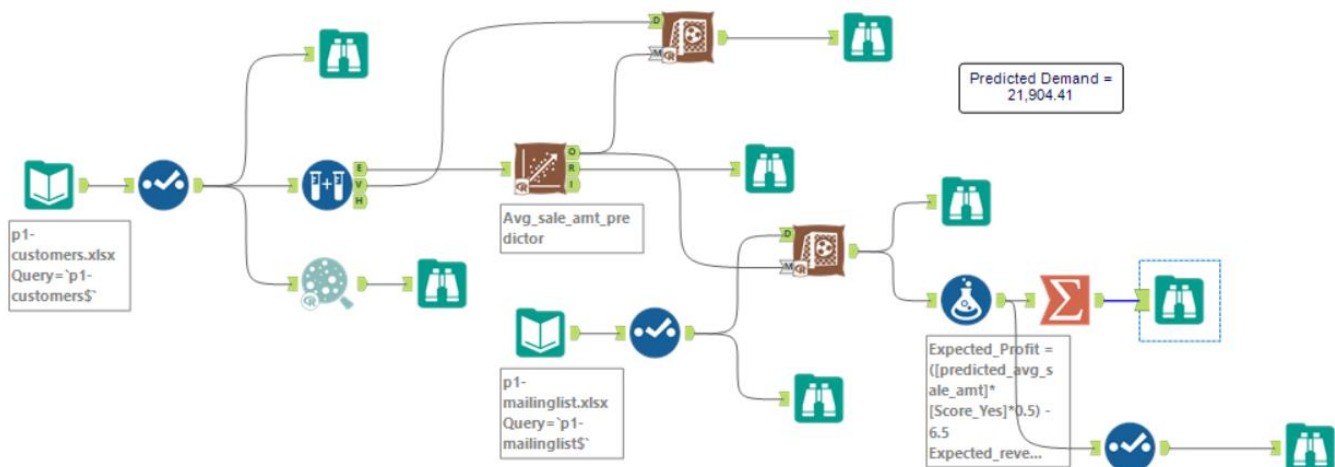 D
M
R
Predicted Demand =
21,904.41
E
V
H
O
R
I
R
p1-
customers.xlsx
Query=`p1-
customers$`
Avg_sale_amt_pre
dictor
R
D
M
R
p1-
mailinglist.xlsx
Query=`p1-
mailinglist$`
Expected_Profit =
([predicted_avg_s
ale_amt]*
[Score_Yes]*0.5) -
6.5
Expected_reve...